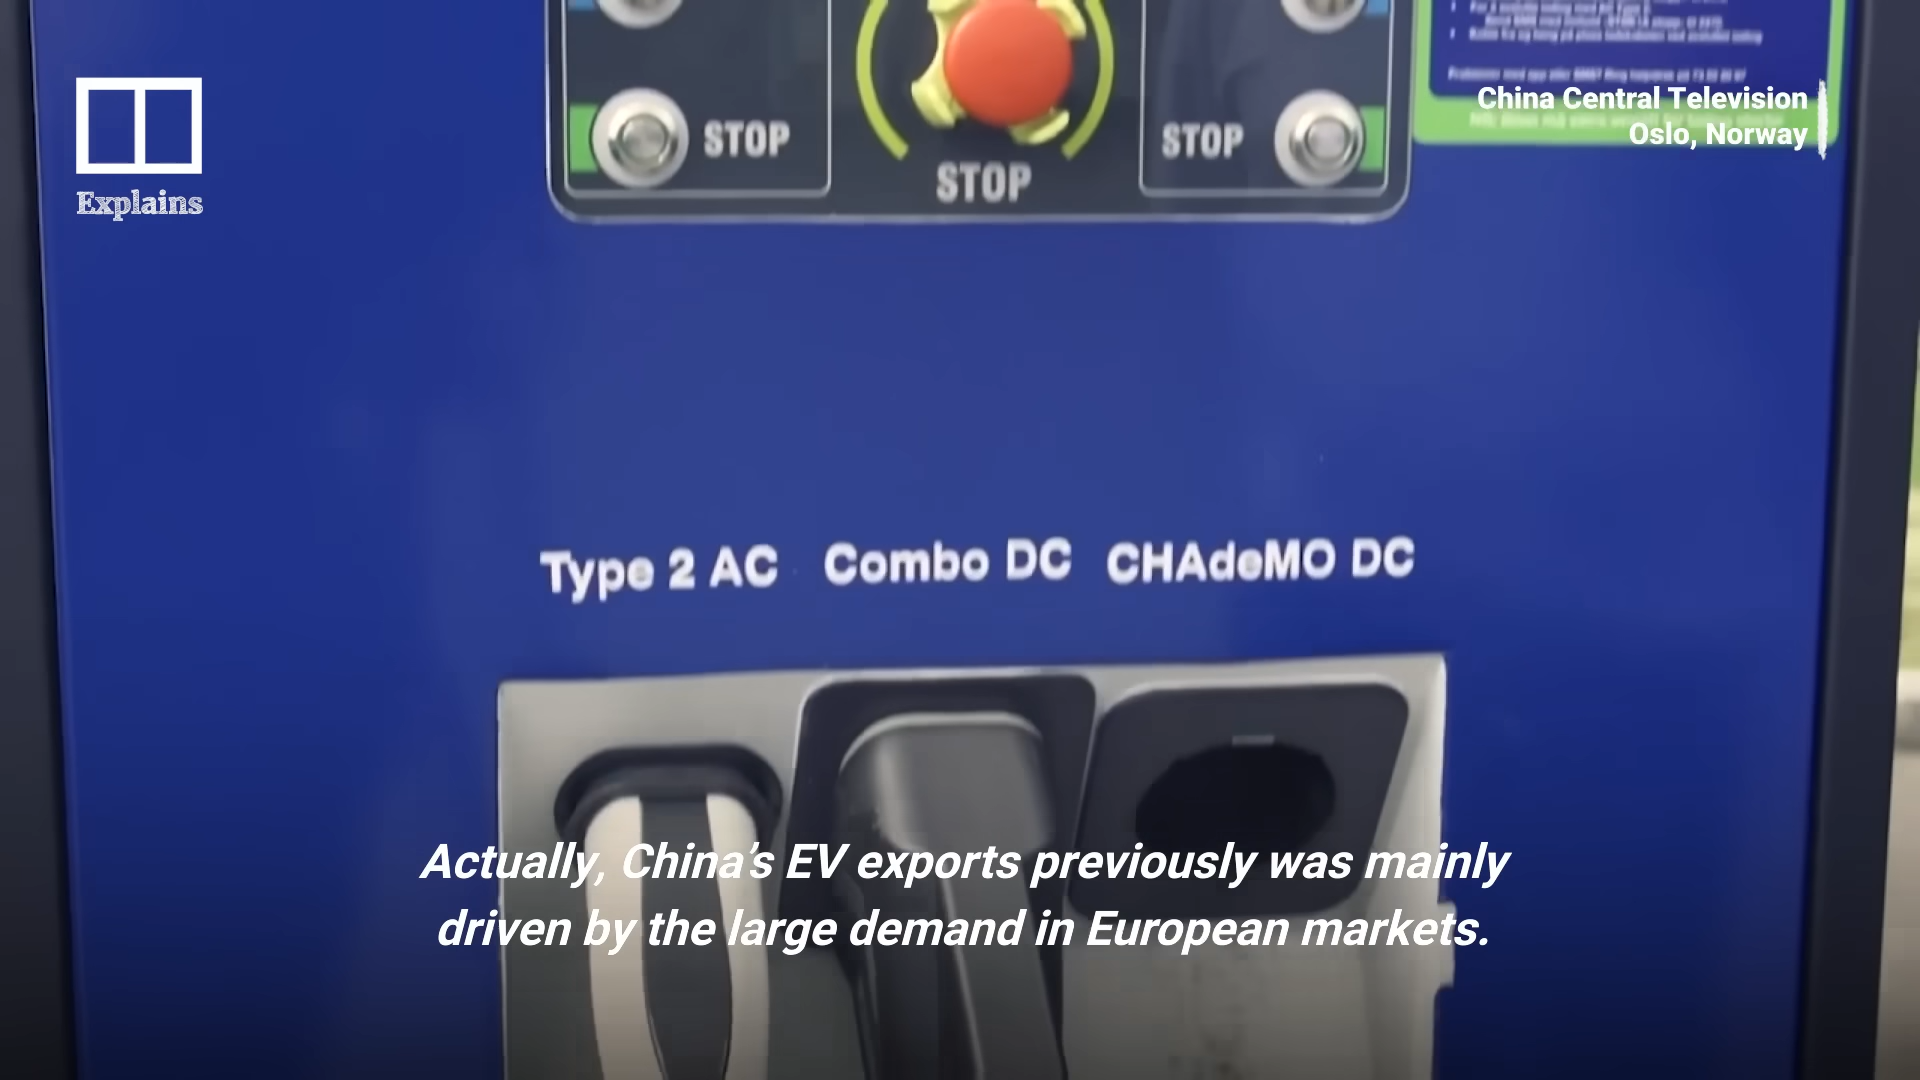 China Central Television
Oslo, Norway
Explains
STOP
STOP
STOP
Type 2 AC Combo DC CHAdeMO DC
Actually, China’s EV exports previously was mainly
driven by the large demand in European markets.